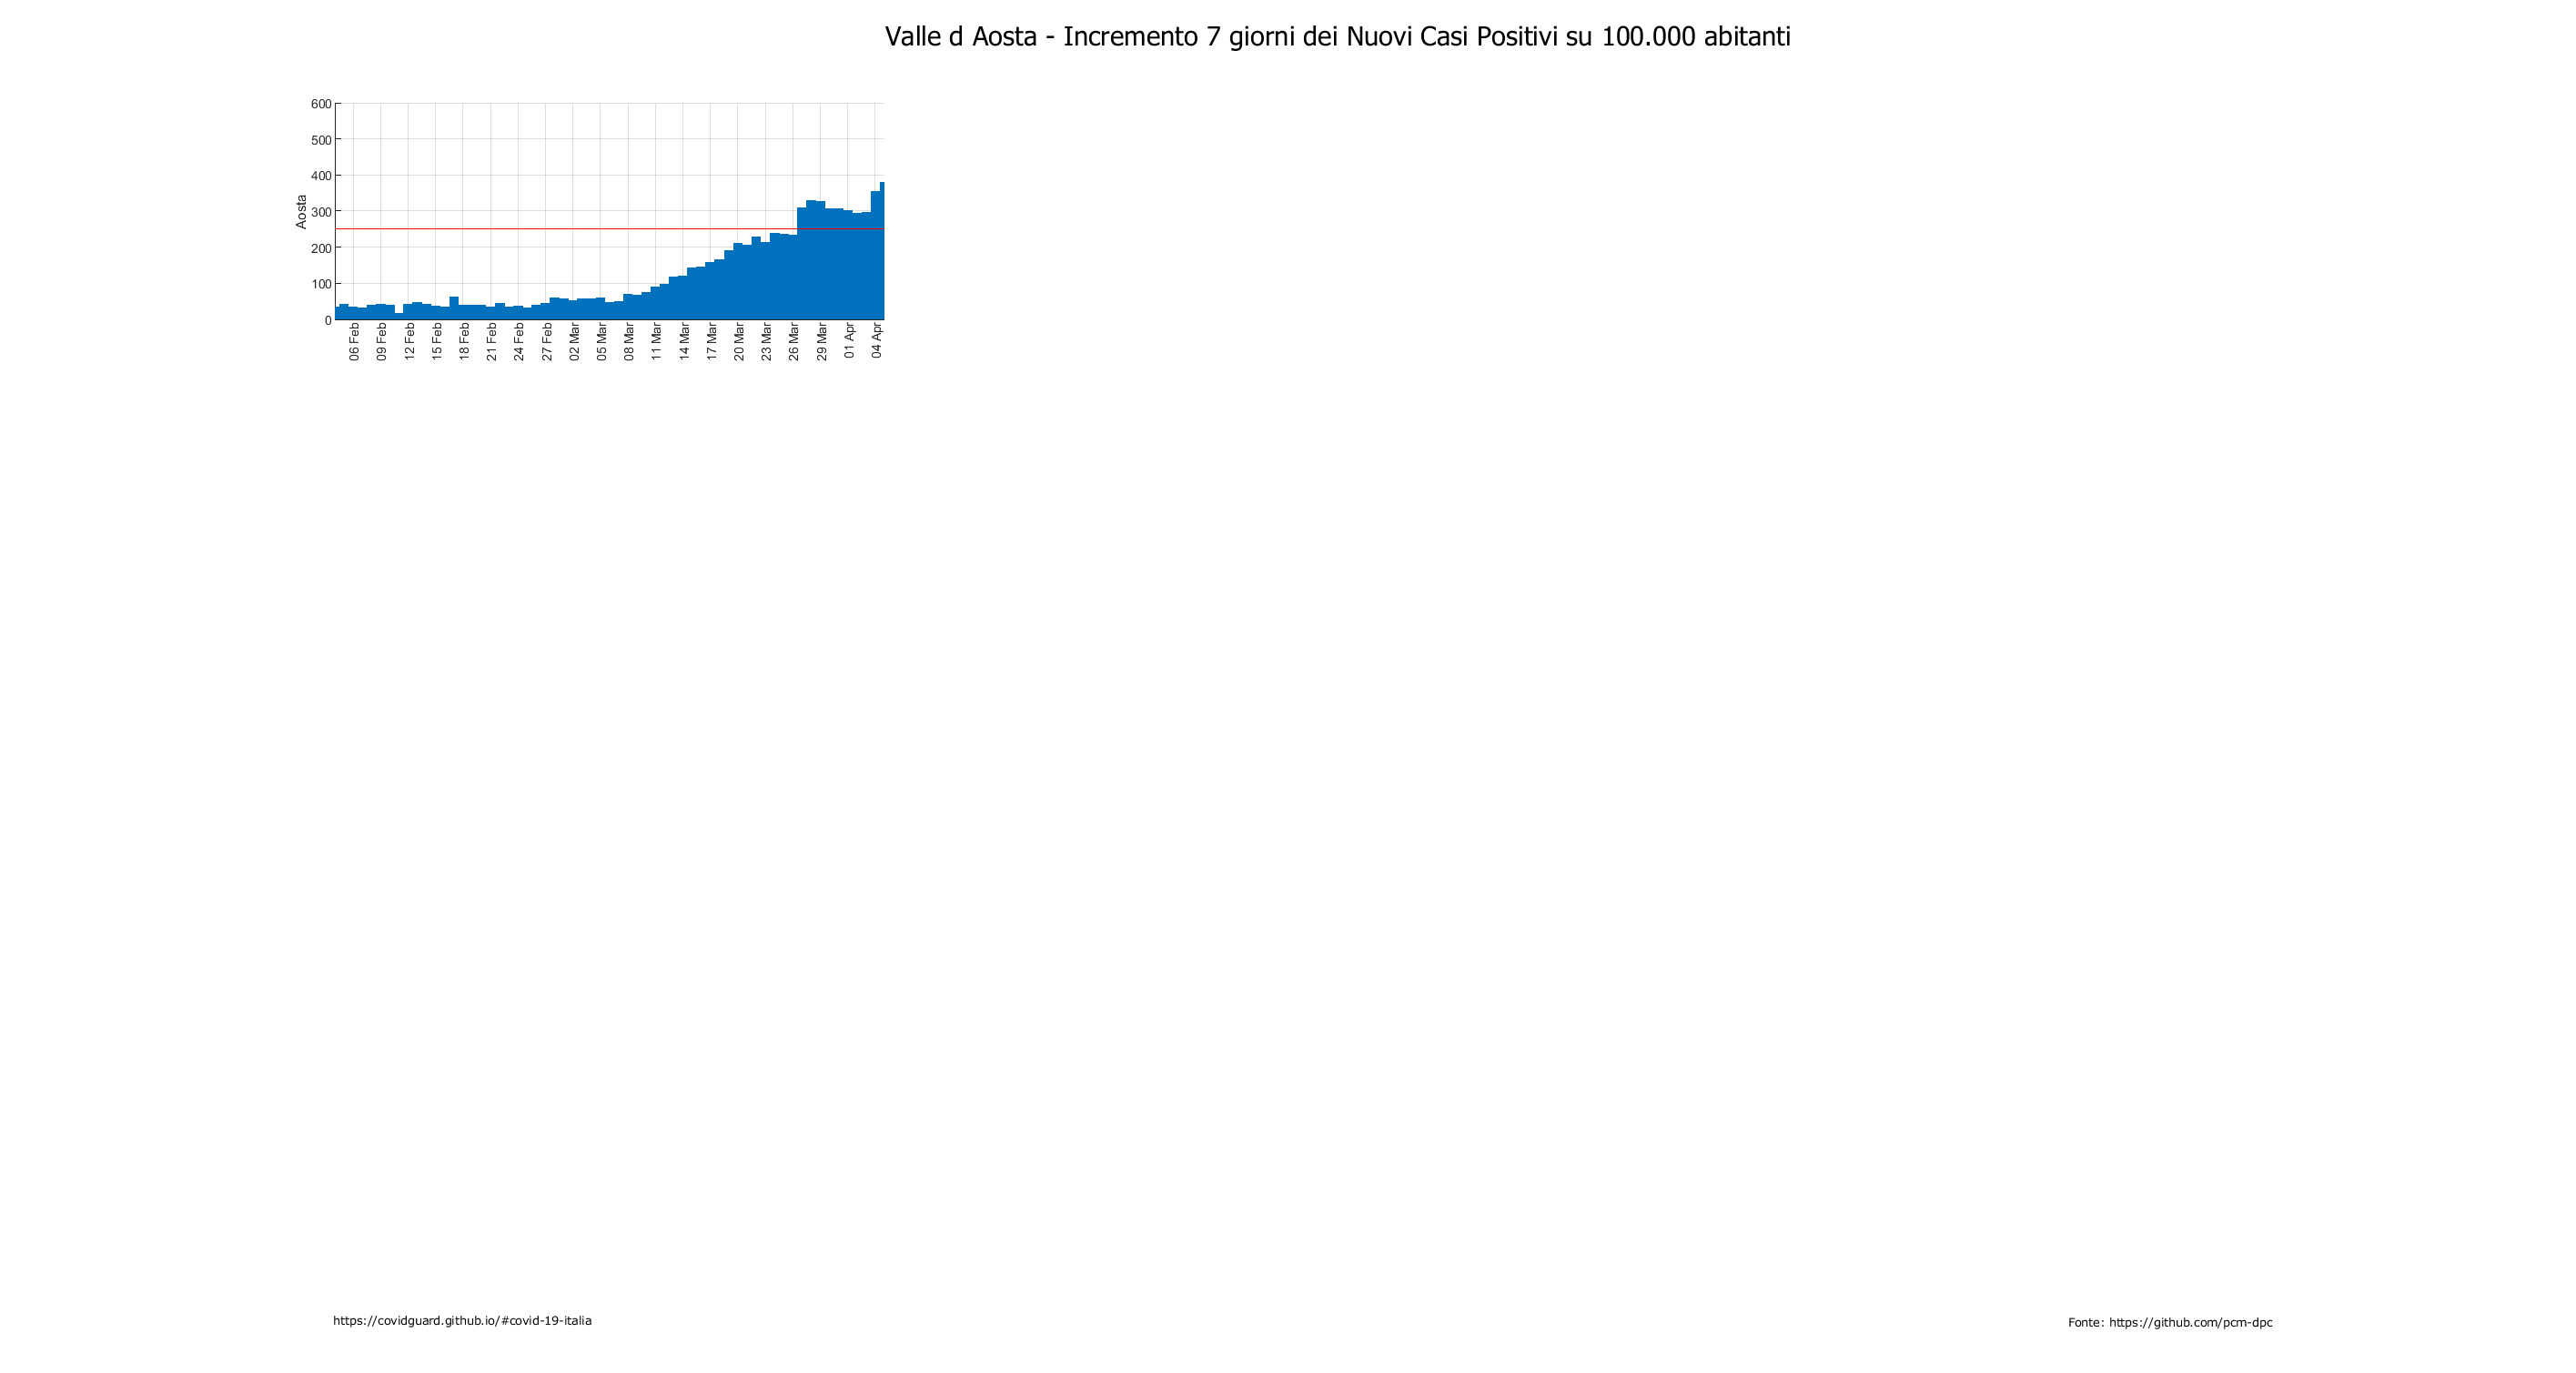 Valle d Aosta - Incremento 7 giorni dei Nuovi Casi Positivi su 100.000 abitanti
600
500
400
300
200
100
0
Aosta
06 Feb
09 Feb
12 Feb
15 Feb
18 Feb
21 Feb
24 Feb
27 Feb
02 Mar
05 Mar
08 Mar
11 Mar
14 Mar
17 Mar
20 Mar
23 Mar
26 Mar
29 Mar
01 Apr
04 Apr
https://covidguard.github.io/#covid-19-italia
Fonte: https://github.com/pcm-dpc